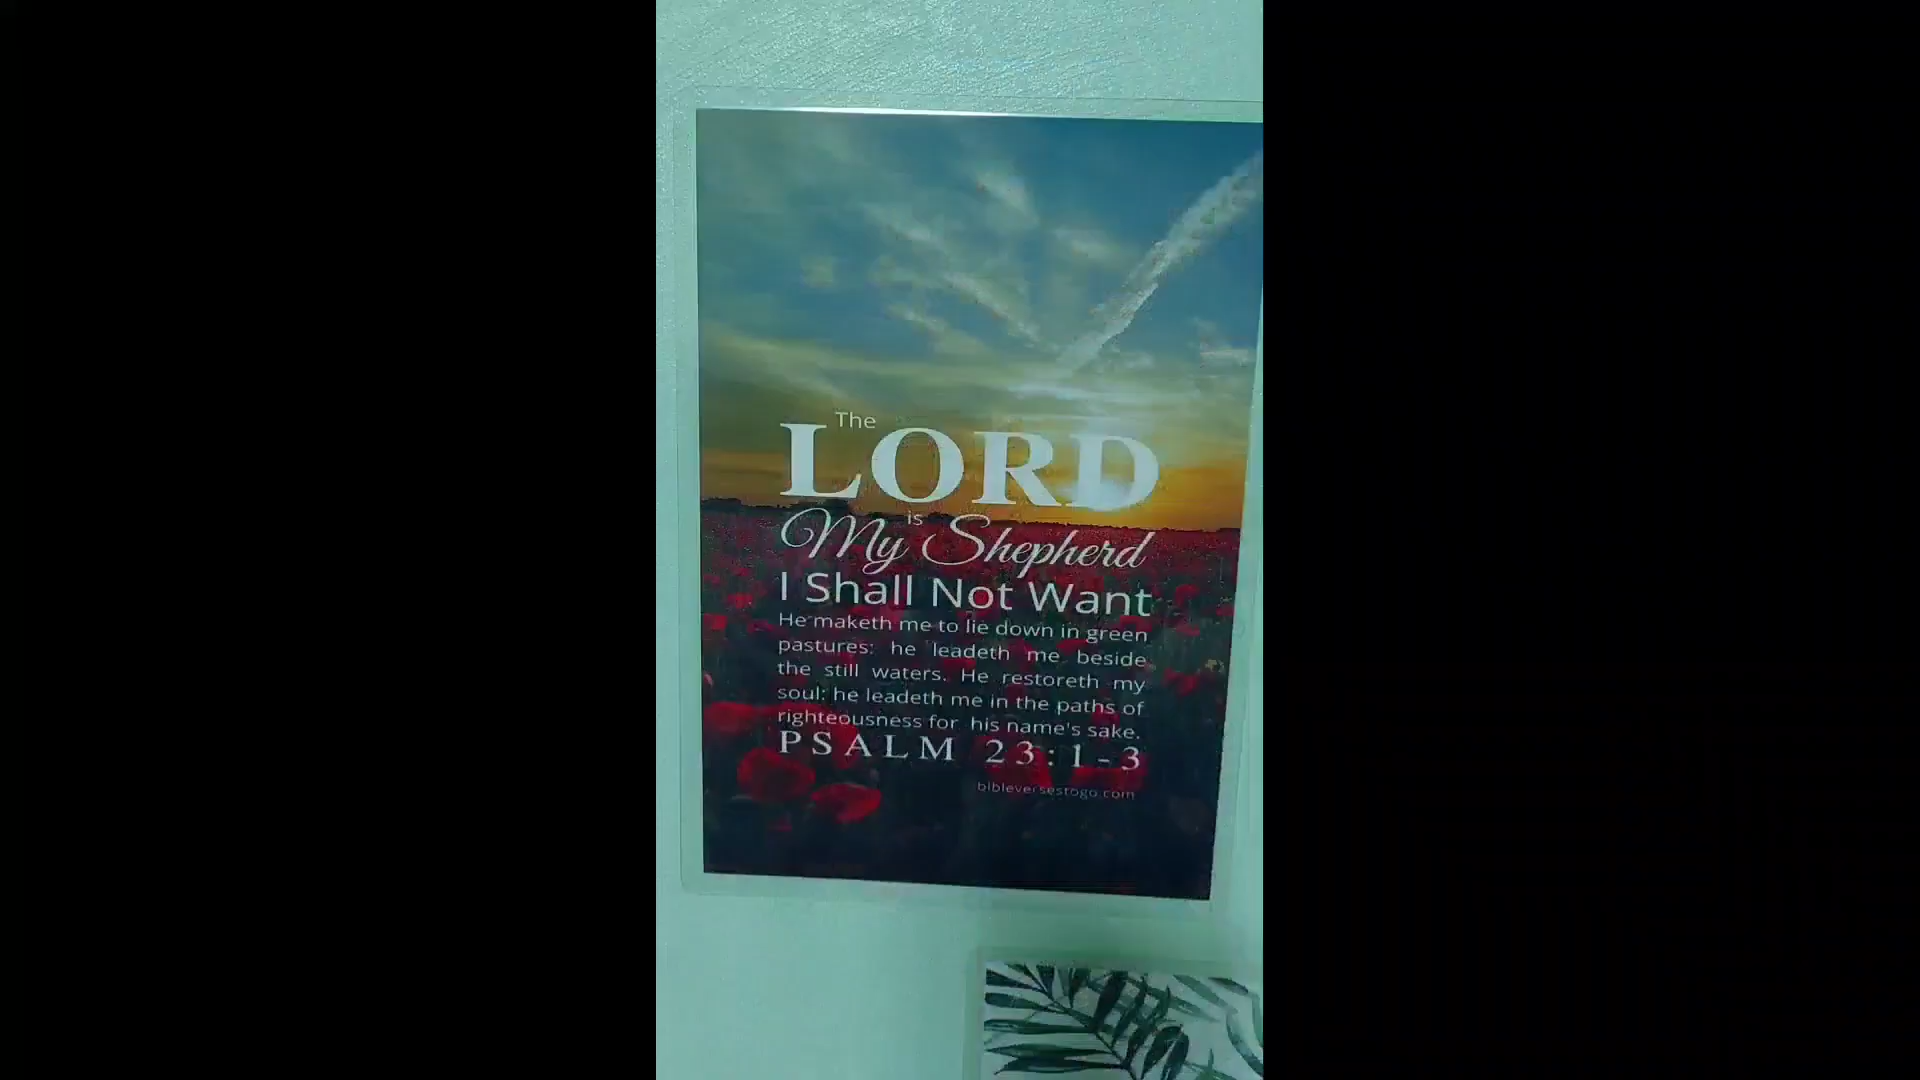 The
LORD
is
My Shepherd
I Shall Not Want
He maketh me to lie down in green
pastures: he leadeth me beside
the still waters. He restoreth my
soul: he leadeth me in the paths of
righteousness for his name's sake.
PSALM 23:1-3
bibleversestogo.com